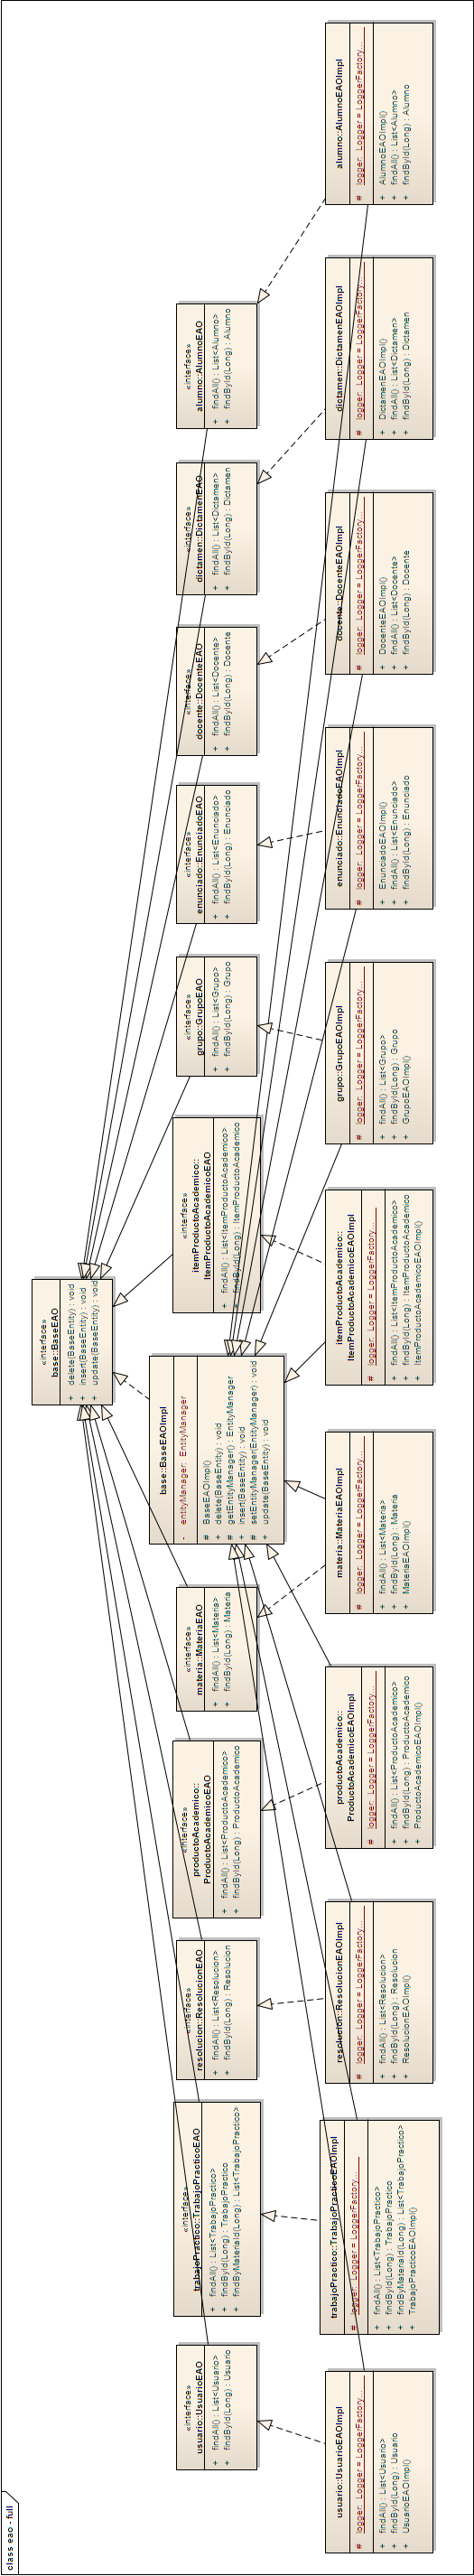 class eao - full
«interface»
base::BaseEAO
+ delete(BaseEntity) : void
+ insert(BaseEntity) : void
+ update(BaseEntity) : void
base::BaseEAOImpl
- entityManager: EntityManager
# BaseEAOImpl()
+ delete(BaseEntity) : void
# getEntityManager() : EntityManager
+ insert(BaseEntity) : void
# setEntityManager(EntityManager) : void
+ update(BaseEntity) : void
«interface»
usuario::UsuarioEAO
+ findAll() : List<Usuario>
+ findById(Long) : Usuario
«interface»
trabajoPractico::TrabajoPracticoEAO
+ findAll() : List<TrabajoPractico>
+ findById(Long) : TrabajoPractico
+ findByMateriaId(Long) : List<TrabajoPractico>
«interface»
resolucion::ResolucionEAO
+ findAll() : List<Resolucion>
+ findById(Long) : Resolucion
«interface»
productoAcademico::
ProductoAcademicoEAO
+ findAll() : List<ProductoAcademico>
+ findById(Long) : ProductoAcademico
«interface»
materia::MateriaEAO
+ findAll() : List<Materia>
+ findById(Long) : Materia
«interface»
itemProductoAcademico::
ItemProductoAcademicoEAO
+ findAll() : List<ItemProductoAcademico>
+ findById(Long) : ItemProductoAcademico
«interface»
grupo::GrupoEAO
+ findAll() : List<Grupo>
+ findById(Long) : Grupo
«interface»
enunciado::EnunciadoEAO
+ findAll() : List<Enunciado>
+ findById(Long) : Enunciado
«interface»
docente::DocenteEAO
+ findAll() : List<Docente>
+ findById(Long) : Docente
«interface»
dictamen::DictamenEAO
+ findAll() : List<Dictamen>
+ findById(Long) : Dictamen
«interface»
alumno::AlumnoEAO
+ findAll() : List<Alumno>
+ findById(Long) : Alumno
usuario::UsuarioEAOImpl
# logger: Logger = LoggerFactory....
+ findAll() : List<Usuario>
+ findById(Long) : Usuario
+ UsuarioEAOImpl()
trabajoPractico::TrabajoPracticoEAOImpl
# logger: Logger = LoggerFactory....
+ findAll() : List<TrabajoPractico>
+ findById(Long) : TrabajoPractico
+ findByMateriaId(Long) : List<TrabajoPractico>
+ TrabajoPracticoEAOImpl()
resolucion::ResolucionEAOImpl
# logger: Logger = LoggerFactory....
+ findAll() : List<Resolucion>
+ findById(Long) : Resolucion
+ ResolucionEAOImpl()
productoAcademico::
ProductoAcademicoEAOImpl
# logger: Logger = LoggerFactory....
+ findAll() : List<ProductoAcademico>
+ findById(Long) : ProductoAcademico
+ ProductoAcademicoEAOImpl()
materia::MateriaEAOImpl
# logger: Logger = LoggerFactory....
+ findAll() : List<Materia>
+ findById(Long) : Materia
+ MateriaEAOImpl()
itemProductoAcademico::
ItemProductoAcademicoEAOImpl
# logger: Logger = LoggerFactory....
+ findAll() : List<ItemProductoAcademico>
+ findById(Long) : ItemProductoAcademico
+ ItemProductoAcademicoEAOImpl()
grupo::GrupoEAOImpl
# logger: Logger = LoggerFactory....
+ findAll() : List<Grupo>
+ findById(Long) : Grupo
+ GrupoEAOImpl()
enunciado::EnunciadoEAOImpl
# logger: Logger = LoggerFactory....
+ EnunciadoEAOImpl()
+ findAll() : List<Enunciado>
+ findById(Long) : Enunciado
docente::DocenteEAOImpl
# logger: Logger = LoggerFactory....
+ DocenteEAOImpl()
+ findAll() : List<Docente>
+ findById(Long) : Docente
dictamen::DictamenEAOImpl
# logger: Logger = LoggerFactory....
+ DictamenEAOImpl()
+ findAll() : List<Dictamen>
+ findById(Long) : Dictamen
alumno::AlumnoEAOImpl
# logger: Logger = LoggerFactory....
+ AlumnoEAOImpl()
+ findAll() : List<Alumno>
+ findById(Long) : Alumno